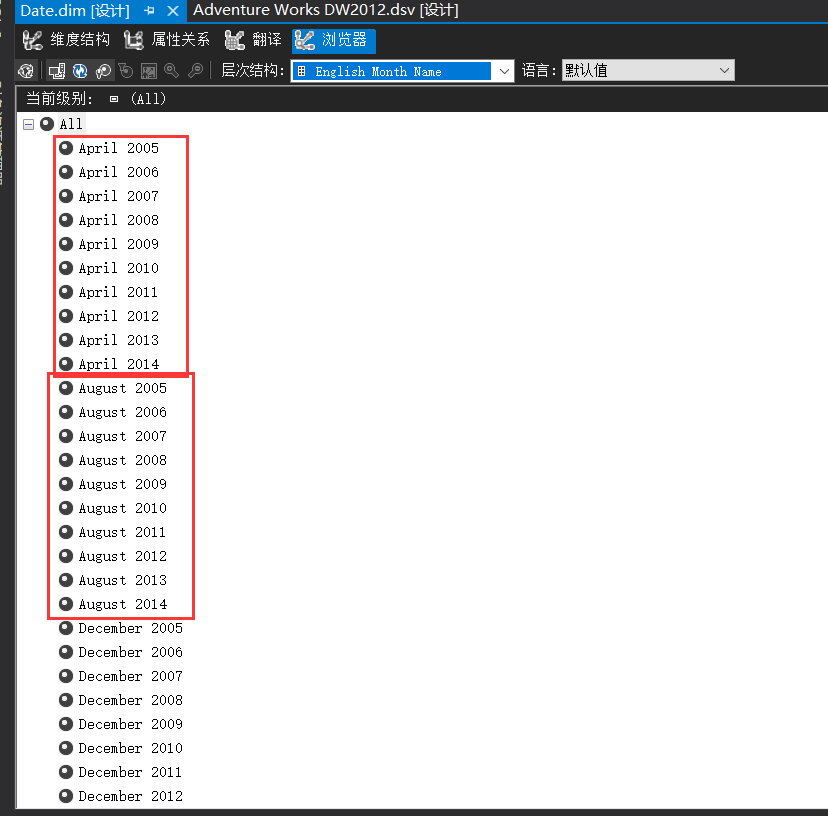 Date.dim [设计] Adventure Works DW2012.dsv [设计]
维度结构 属性关系 翻译 浏览器
层次结构: English Month Name 语言: 默认值
当前级别: (All)
All
April 2005
April 2006
April 2007
April 2008
April 2009
April 2010
April 2011
April 2012
April 2013
April 2014
August 2005
August 2006
August 2007
August 2008
August 2009
August 2010
August 2011
August 2012
August 2013
August 2014
December 2005
December 2006
December 2007
December 2008
December 2009
December 2010
December 2011
December 2012